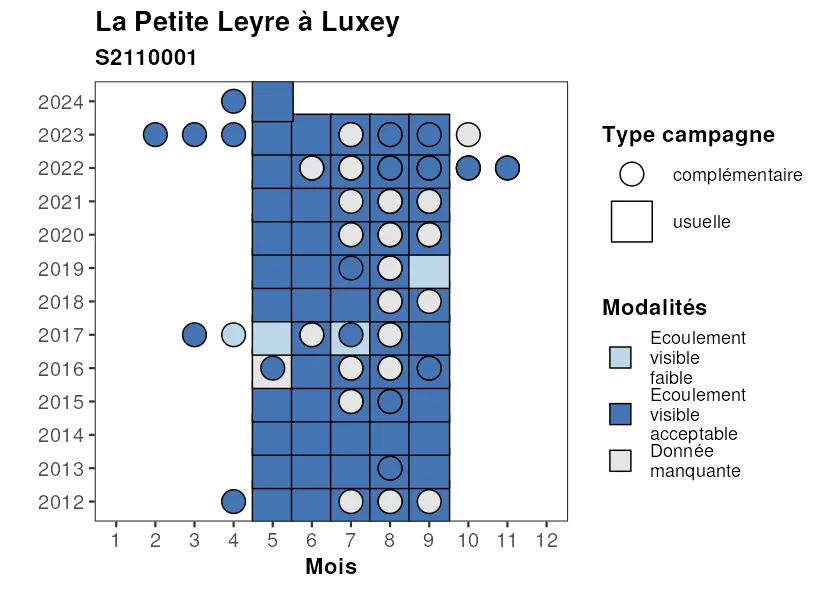 La Petite Leyre à Luxey
S2110001
2024
2023
2022
2021
2020
2019
2018
2017
2016
2015
2014
2013
2012
1 2 3 4 5 6 7 8 9 10 11 12
Mois
Type campagne
complémentaire
usuelle
Modalités
Ecoulement
visible
faible
Ecoulement
visible
acceptable
Donnée
manquante